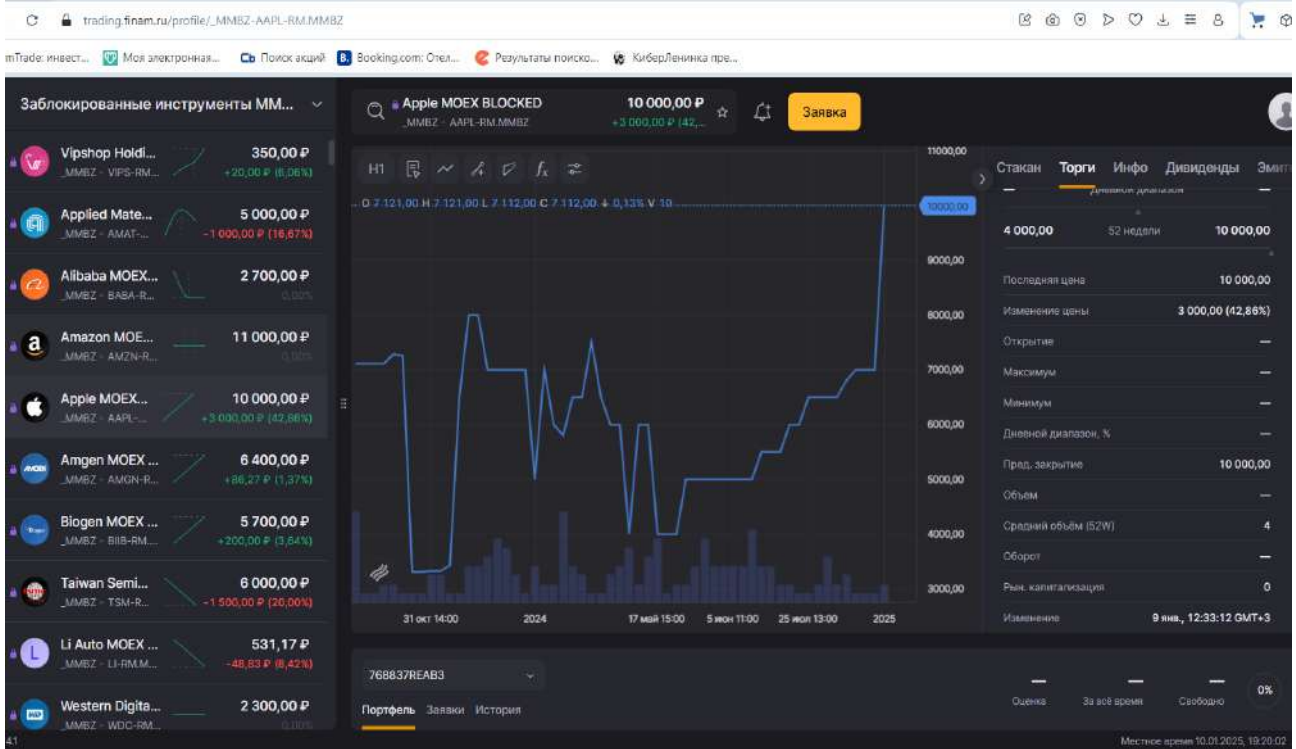 trading.finam.ru/profile/_MMBZ-AAPL-RM.MMBZ
mTrade: инвест... Моя электронная... Поиск акций Booking.com: Отел... Результаты поиско... КиберЛенинка пре...
Заблокированные инструменты ММ...
Vipshop Holdi... 350,00 ₽
_MMBZ - VIPS-RM... +20,00 ₽ (6,06%)
Applied Mate... 5 000,00 ₽
_MMBZ - AMAT-... -1 000,00 ₽ (16,67%)
Alibaba MOEX... 2 700,00 ₽
_MMBZ - BABA-R... 0,00%
Amazon MOE... 11 000,00 ₽
_MMBZ - AMZN-R... 0,00%
Apple MOEX... 10 000,00 ₽
_MMBZ - AAPL-... +3 000,00 ₽ (42,86%)
Amgen MOEX ... 6 400,00 ₽
_MMBZ - AMGN-R... +86,27 ₽ (1,37%)
Biogen MOEX ... 5 700,00 ₽
_MMBZ - BIIB-RM.... +200,00 ₽ (3,64%)
Taiwan Semi... 6 000,00 ₽
_MMBZ - TSM-R... -1 500,00 ₽ (20,00%)
Li Auto MOEX ... 531,17 ₽
_MMBZ - LI-RM.M... -48,83 ₽ (8,42%)
Western Digita... 2 300,00 ₽
_MMBZ - WDC-RM... 0,00%
Apple MOEX BLOCKED 10 000,00 ₽
_MMBZ - AAPL-RM.MMBZ +3 000,00 ₽ (42,...
Заявка
H1
O 7 121,00 H 7 121,00 L 7 112,00 C 7 112,00 ↓ 0,13% V 10
11000,00
10000,00
9000,00
8000,00
7000,00
6000,00
5000,00
4000,00
3000,00
31 окт 14:00 2024 17 май 15:00 5 июн 11:00 25 июл 13:00 2025
Стакан Торги Инфо Дивиденды Эмит
— Дневной диапазон —
4 000,00 52 недели 10 000,00
Последняя цена 10 000,00
Изменение цены 3 000,00 (42,86%)
Открытие —
Максимум —
Минимум —
Дневной диапазон, % —
Пред. закрытие 10 000,00
Объем —
Средний объём (52W) 4
Оборот —
Рын. капитализация 0
Изменение 9 янв., 12:33:12 GMT+3
768837REAB3
Портфель Заявки История
— — —
Оценка За всё время Свободно 0%
Местное время 10.01.2025, 19:20:02